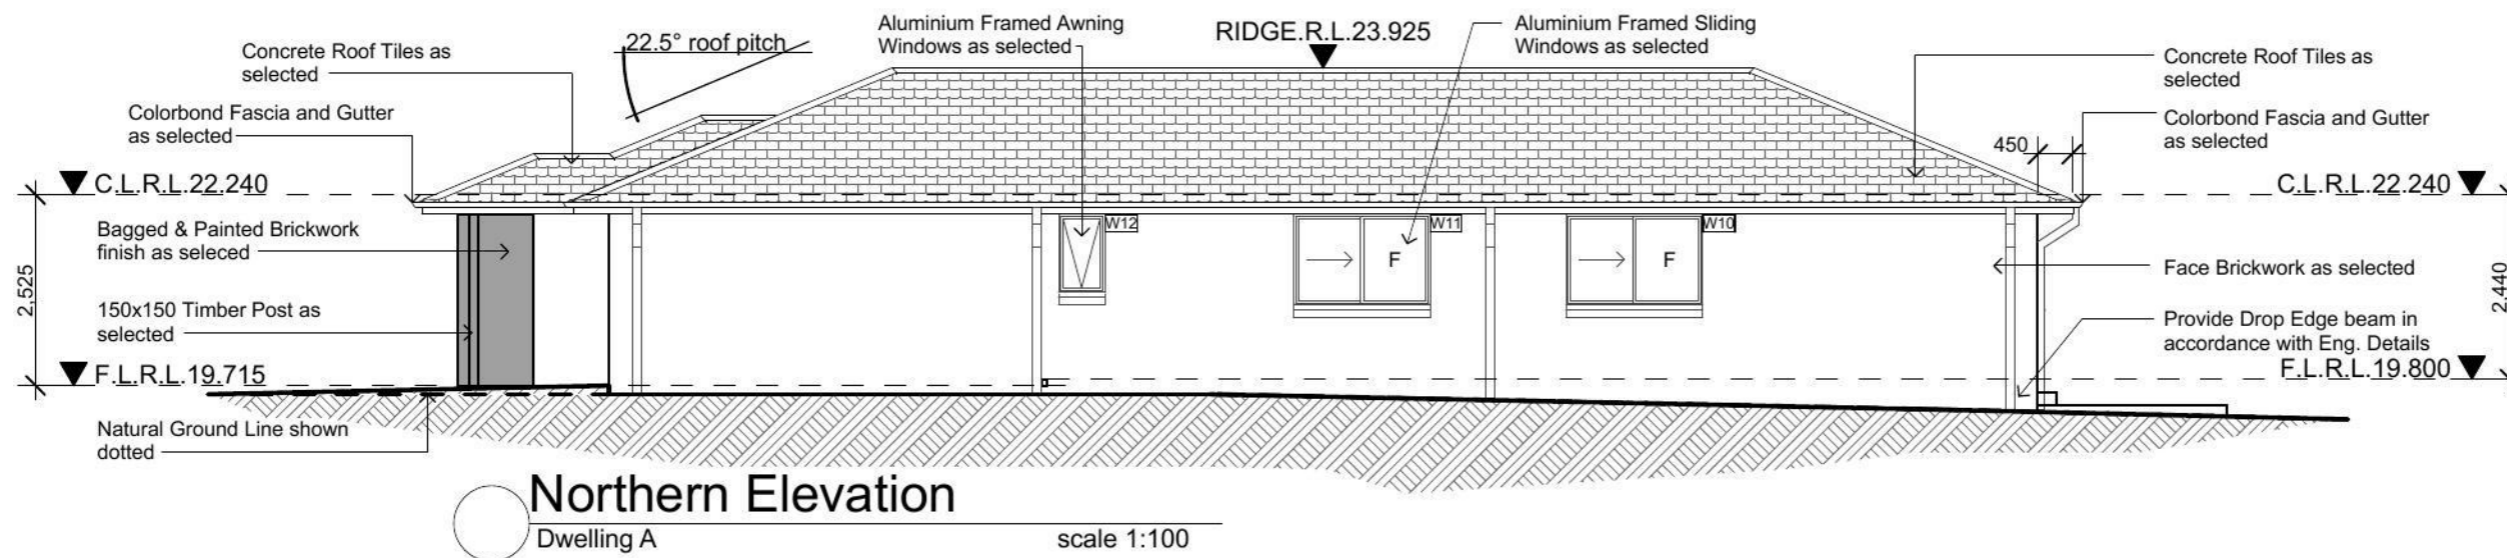 Concrete Roof Tiles as
selected
22.5° roof pitch
Aluminium Framed Awning
Windows as selected
RIDGE.R.L.23.925
Aluminium Framed Sliding
Windows as selected
Concrete Roof Tiles as
selected
Colorbond Fascia and Gutter
as selected
Colorbond Fascia and Gutter
as selected
450
C.L.R.L.22.240
C.L.R.L.22.240
Bagged & Painted Brickwork
finish as seleced
W12
W11
W10
F
F
Face Brickwork as selected
2,525
2,440
150x150 Timber Post as
selected
Provide Drop Edge beam in
accordance with Eng. Details
F.L.R.L.19.715
F.L.R.L.19.800
Natural Ground Line shown
dotted
Northern Elevation
Dwelling A
scale 1:100